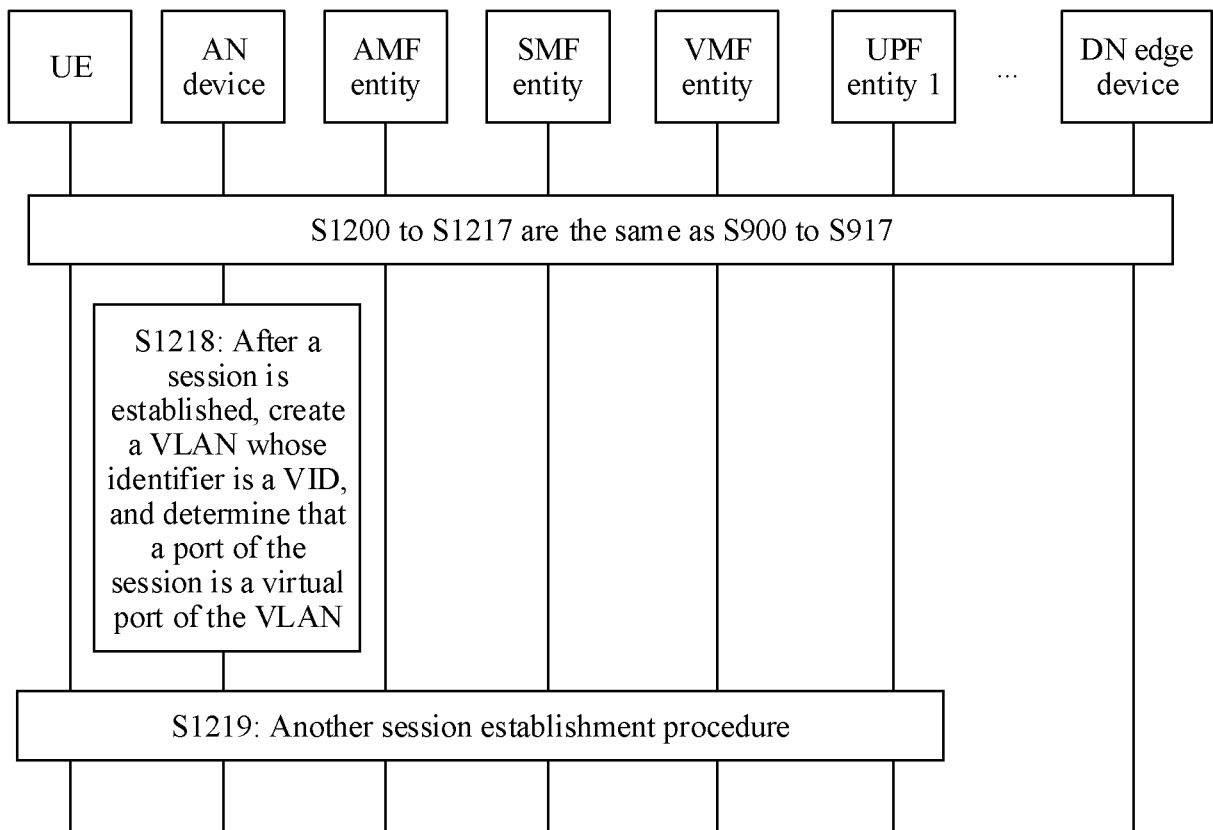 UE
AN
device
AMF
entity
SMF
entity
VMF
entity
UPF
entity 1
...
DN edge
device
S1200 to S1217 are the same as S900 to S917
S1218: After a
session is
established, create
a VLAN whose
identifier is a VID,
and determine that
a port of the
session is a virtual
port of the VLAN
S1219: Another session establishment procedure